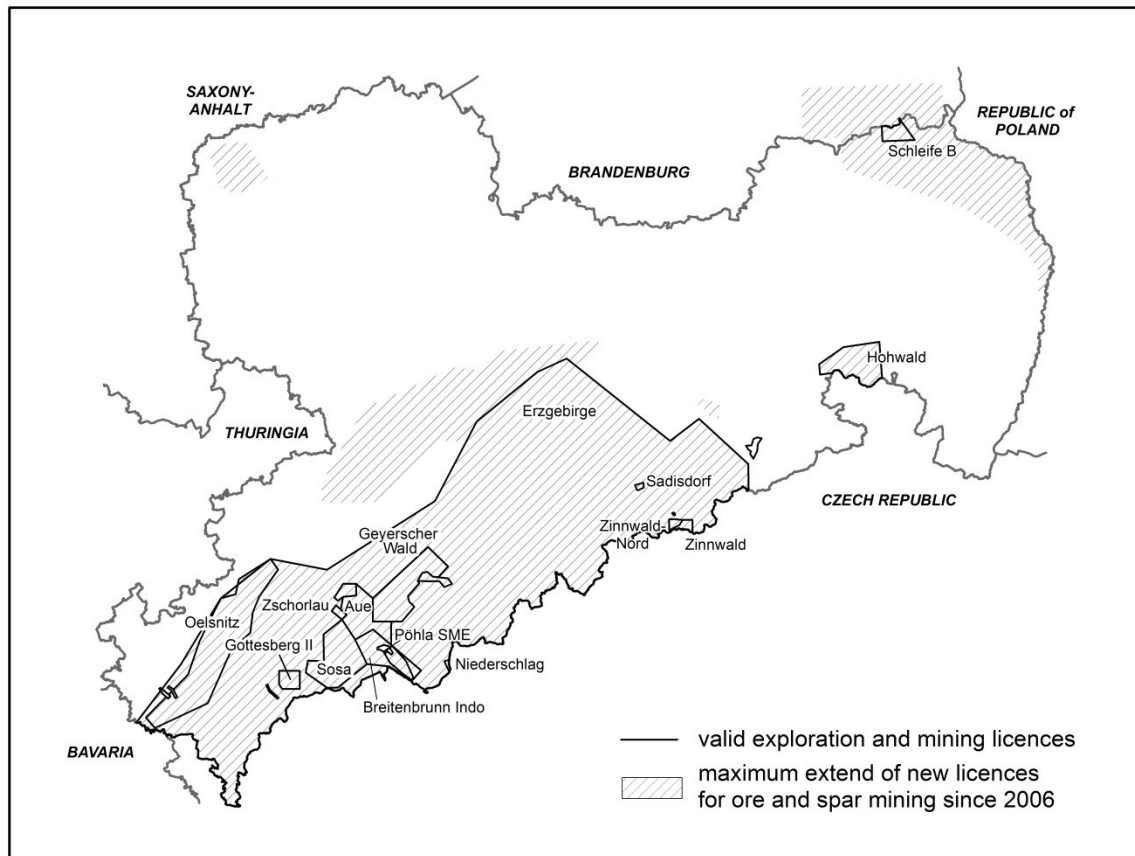 SAXONY-
ANHALT
REPUBLIC of
POLAND
Schleife B
BRANDENBURG
Hohwald
Erzgebirge
THURINGIA
Sadisdorf
CZECH REPUBLIC
Zinnwald-
Nord
Zinnwald
Geyerscher
Wald
Zschorlau
Aue
Oelsnitz
Pöhla SME
Gottesberg II
Sosa
Niederschlag
Breitenbrunn Indo
BAVARIA
valid exploration and mining licences
maximum extend of new licences
for ore and spar mining since 2006